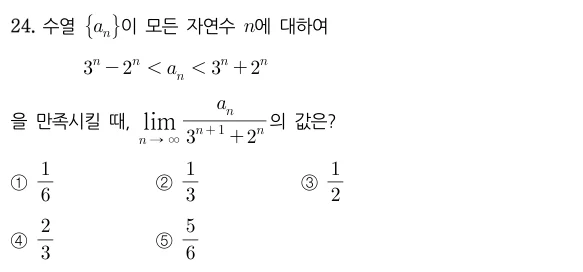 24. 수열 {aₙ}이 모든 자연수 n에 대하여
3ⁿ − 2ⁿ < aₙ < 3ⁿ + 2ⁿ
을 만족시킬 때, lim_{n→∞} aₙ/(3ⁿ⁺¹ + 2ⁿ)의 값은?
① 1/6 ② 1/3 ③ 1/2
④ 2/3 ⑤ 5/6